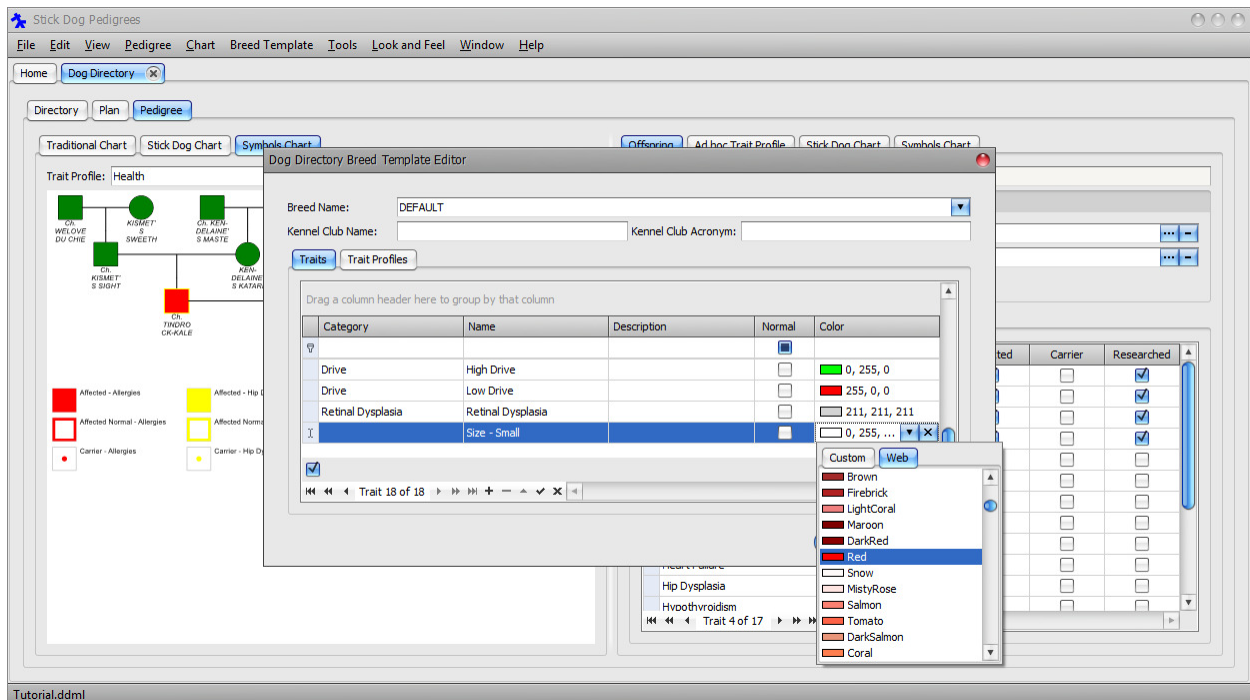 Stick Dog Pedigrees
File Edit View Pedigree Chart Breed Template Tools Look and Feel Window Help
Home Dog Directory
Directory Plan Pedigree
Traditional Chart Stick Dog Chart Symbols Chart
Offspring Ad hoc Trait Profile Stick Dog Chart Symbols Chart
Trait Profile: Health
Ch. WELOVE DU CHIE
KISMET' S SWEETH
Ch. KEN-DELAINE' S MASTE
Ch. KISMET' S SIGHT
KEN-DELAINE S KATAR
Ch. TINDRO CK-KALE
Affected - Allergies
Affected - Hip D
Affected Normal - Allergies
Affected Norma
Carrier - Allergies
Carrier - Hip Dy
Dog Directory Breed Template Editor
Breed Name: DEFAULT
Kennel Club Name: Kennel Club Acronym:
Traits Trait Profiles
Drag a column header here to group by that column
Category Name Description Normal Color
Drive High Drive 0, 255, 0
Drive Low Drive 255, 0, 0
Retinal Dysplasia Retinal Dysplasia 211, 211, 211
Size - Small 0, 255, ...
Trait 18 of 18
Custom Web
Brown
Firebrick
LightCoral
Maroon
DarkRed
Red
Snow
MistyRose
Salmon
Tomato
DarkSalmon
Coral
ted Carrier Researched
Heart Failure
Hip Dysplasia
Hypothyroidism
Trait 4 of 17
Tutorial.ddml